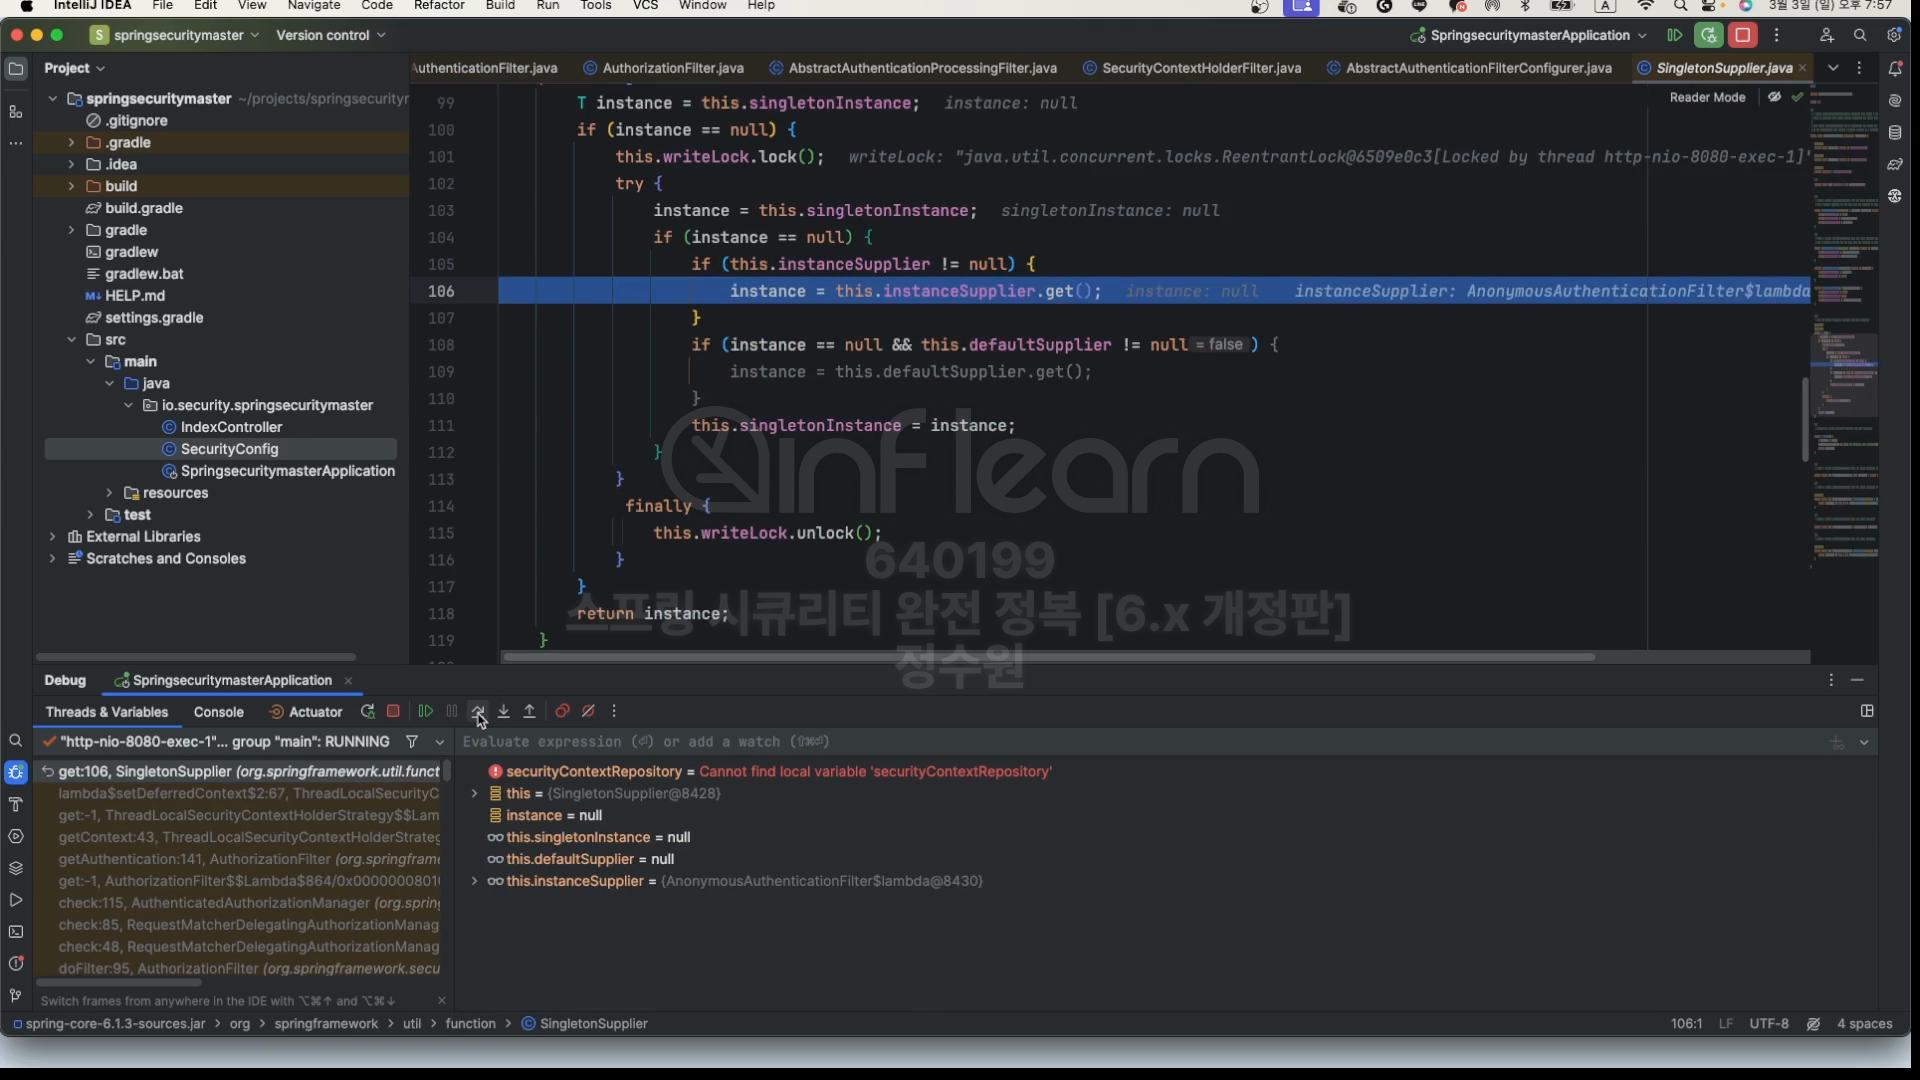 IntelliJ IDEA File Edit View Navigate Code Refactor Build Run Tools VCS Window Help
A 3월 3일 (일) 오후 7:57
S springsecuritymaster Version control SpringsecuritymasterApplication
Project
springsecuritymaster ~/projects/springsecurityr
.gitignore
.gradle
.idea
build
build.gradle
gradle
gradlew
gradlew.bat
HELP.md
settings.gradle
src
main
java
io.security.springsecuritymaster
IndexController
SecurityConfig
SpringsecuritymasterApplication
resources
test
External Libraries
Scratches and Consoles
AuthenticationFilter.java AuthorizationFilter.java AbstractAuthenticationProcessingFilter.java SecurityContextHolderFilter.java AbstractAuthenticationFilterConfigurer.java SingletonSupplier.java
Reader Mode
99 T instance = this.singletonInstance; instance: null
100 if (instance == null) {
101 this.writeLock.lock(); writeLock: "java.util.concurrent.locks.ReentrantLock@6509e0c3[Locked by thread http-nio-8080-exec-1]"
102 try {
103 instance = this.singletonInstance; singletonInstance: null
104 if (instance == null) {
105 if (this.instanceSupplier != null) {
106 instance = this.instanceSupplier.get(); instance: null instanceSupplier: AnonymousAuthenticationFilter$lambda
107 }
108 if (instance == null && this.defaultSupplier != null = false ) {
109 instance = this.defaultSupplier.get();
110 }
111 this.singletonInstance = instance;
112 }
113 }
114 finally {
115 this.writeLock.unlock();
116 }
117 }
118 return instance;
119 }
inflearn
640199
스프링 시큐리티 완전 정복 [6.x 개정판]
정수원
Debug SpringsecuritymasterApplication
Threads & Variables Console Actuator
"http-nio-8080-exec-1"... group "main": RUNNING
get:106, SingletonSupplier (org.springframework.util.funct
lambda$setDeferredContext$2:67, ThreadLocalSecurityC
get:-1, ThreadLocalSecurityContextHolderStrategy$$Lam
getContext:43, ThreadLocalSecurityContextHolderStrateg
getAuthentication:141, AuthorizationFilter (org.springfram
get:-1, AuthorizationFilter$$Lambda$864/0x00000008010
check:115, AuthenticatedAuthorizationManager (org.spring
check:85, RequestMatcherDelegatingAuthorizationManag
check:48, RequestMatcherDelegatingAuthorizationManag
doFilter:95, AuthorizationFilter (org.springframework.secu
Switch frames from anywhere in the IDE with ⌥⌘↑ and ⌥⌘↓
Evaluate expression (⏎) or add a watch (⇧⌘⏎)
securityContextRepository = Cannot find local variable 'securityContextRepository'
this = {SingletonSupplier@8428}
instance = null
this.singletonInstance = null
this.defaultSupplier = null
this.instanceSupplier = {AnonymousAuthenticationFilter$lambda@8430}
spring-core-6.1.3-sources.jar > org > springframework > util > function > SingletonSupplier
106:1 LF UTF-8 4 spaces